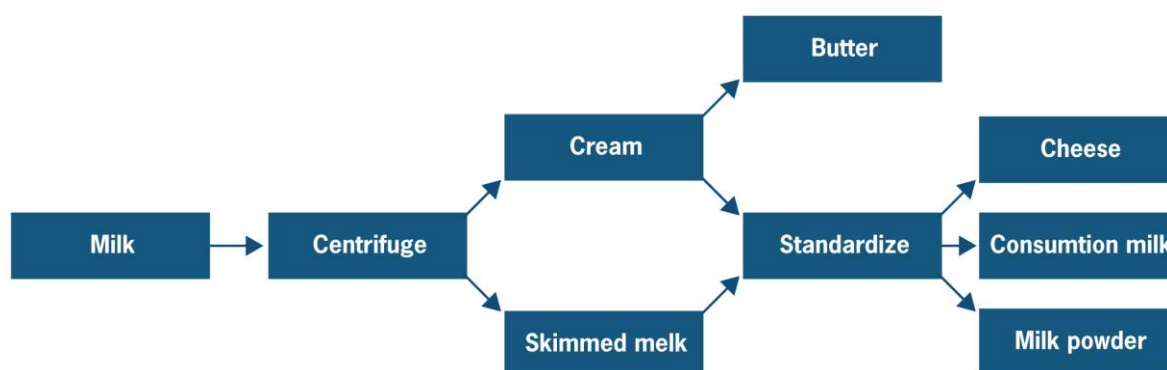 Butter
Cream
Cheese
Milk
Centrifuge
Standardize
Consumtion milk
Skimmed melk
Milk powder